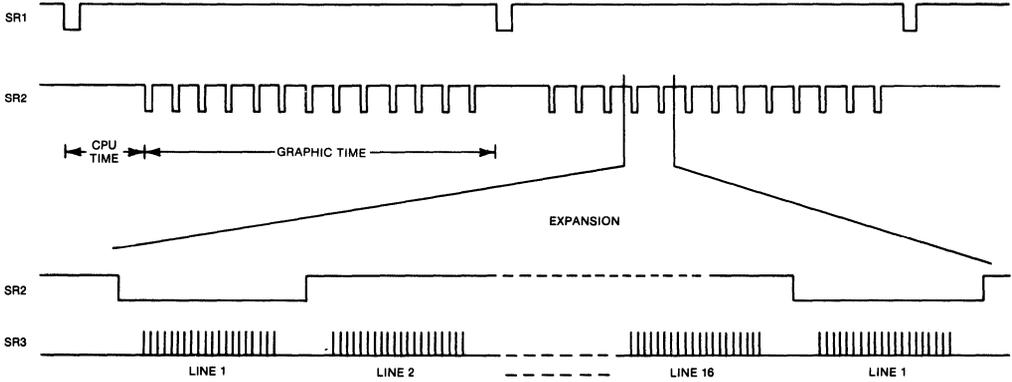 SR1
SR2
CPU
TIME
GRAPHIC TIME
EXPANSION
SR2
SR3
LINE 1
LINE 2
LINE 16
LINE 1